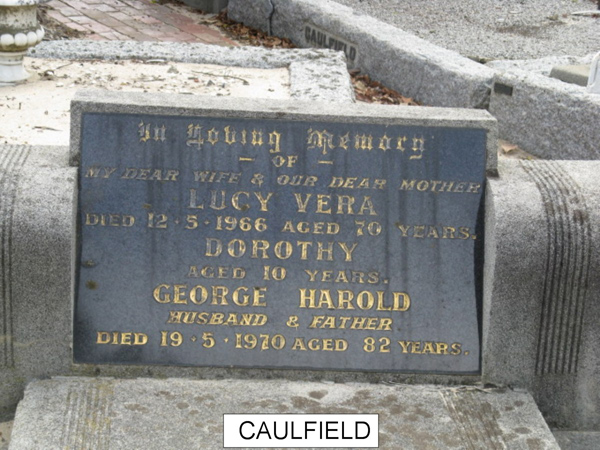 CAULFIELD
In Loving Memory
— OF —
MY DEAR WIFE & OUR DEAR MOTHER
LUCY VERA
DIED 12·5·1966 AGED 70 YEARS.
DOROTHY
AGED 10 YEARS.
GEORGE HAROLD
HUSBAND & FATHER
DIED 19·5·1970 AGED 82 YEARS.
CAULFIELD